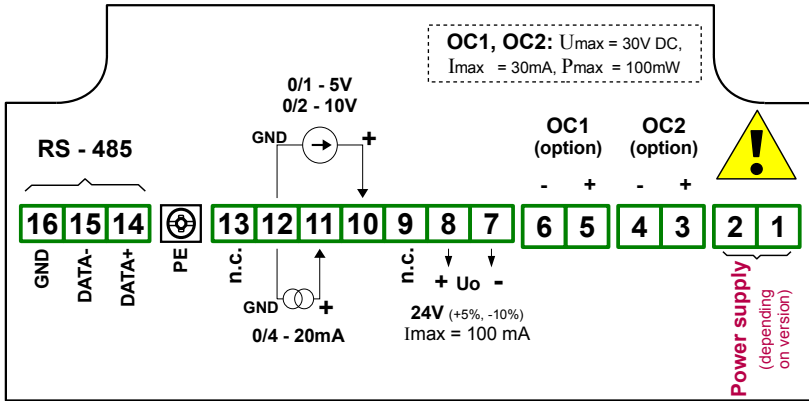 OC1, OC2: Umax = 30V DC,
Imax = 30mA, Pmax = 100mW
0/1 - 5V
0/2 - 10V
GND
+
RS - 485
OC1
(option)
- +
OC2
(option)
- +
16 15 14 13 12 11 10 9 8 7 6 5 4 3 2 1
GND
DATA-
DATA+
PE
n.c.
GND
+
0/4 - 20mA
n.c.
+ Uo -
24V (+5%, -10%)
Imax = 100 mA
Power supply
(depending
on version)